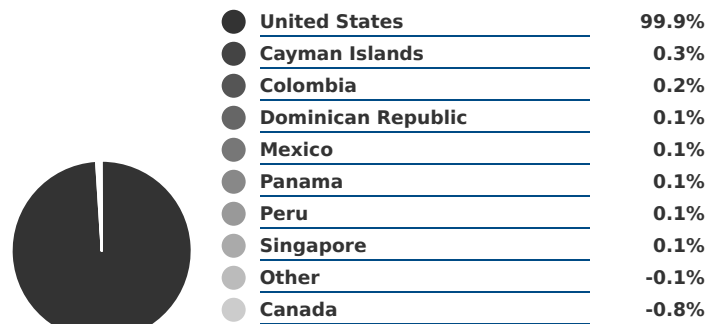 United States 99.9%
Cayman Islands 0.3%
Colombia 0.2%
Dominican Republic 0.1%
Mexico 0.1%
Panama 0.1%
Peru 0.1%
Singapore 0.1%
Other -0.1%
Canada -0.8%